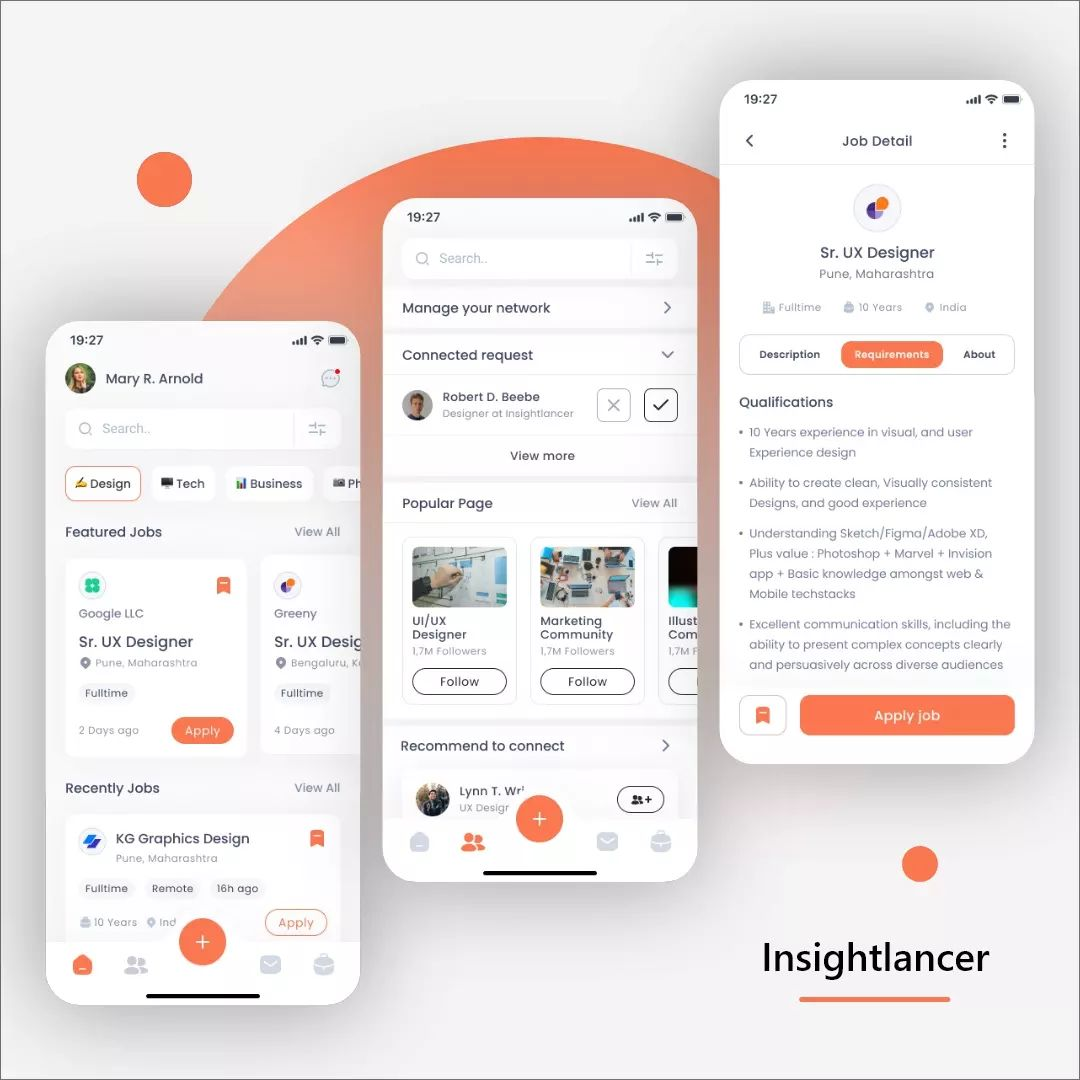 19:27
Mary R. Arnold
Search..
Design
Tech
Business
Ph
Featured Jobs
View All
Google LLC
Sr. UX Designer
Pune, Maharashtra
Fulltime
2 Days ago
Apply
Greeny
Sr. UX Desig
Bengaluru, Ka
Fulltime
4 Days ago
Recently Jobs
View All
KG Graphics Design
Pune, Maharashtra
Fulltime
Remote
16h ago
10 Years
Ind
Apply
19:27
Search..
Manage your network
Connected request
Robert D. Beebe
Designer at Insightlancer
View more
Popular Page
View All
UI/UX
Designer
1,7M Followers
Follow
Marketing
Community
1,7M Followers
Follow
Illust
Com
1,7M F
Recommend to connect
Lynn T. Wri
UX Desigr
19:27
Job Detail
Sr. UX Designer
Pune, Maharashtra
Fulltime
10 Years
India
Description
Requirements
About
Qualifications
• 10 Years experience in visual, and user
Experience design
• Ability to create clean, Visually consistent
Designs, and good experience
• Understanding Sketch/Figma/Adobe XD,
Plus value : Photoshop + Marvel + Invision
app + Basic knowledge amongst web &
Mobile techstacks
• Excellent communication skills, including the
ability to present complex concepts clearly
and persuasively across diverse audiences
Apply job
Insightlancer